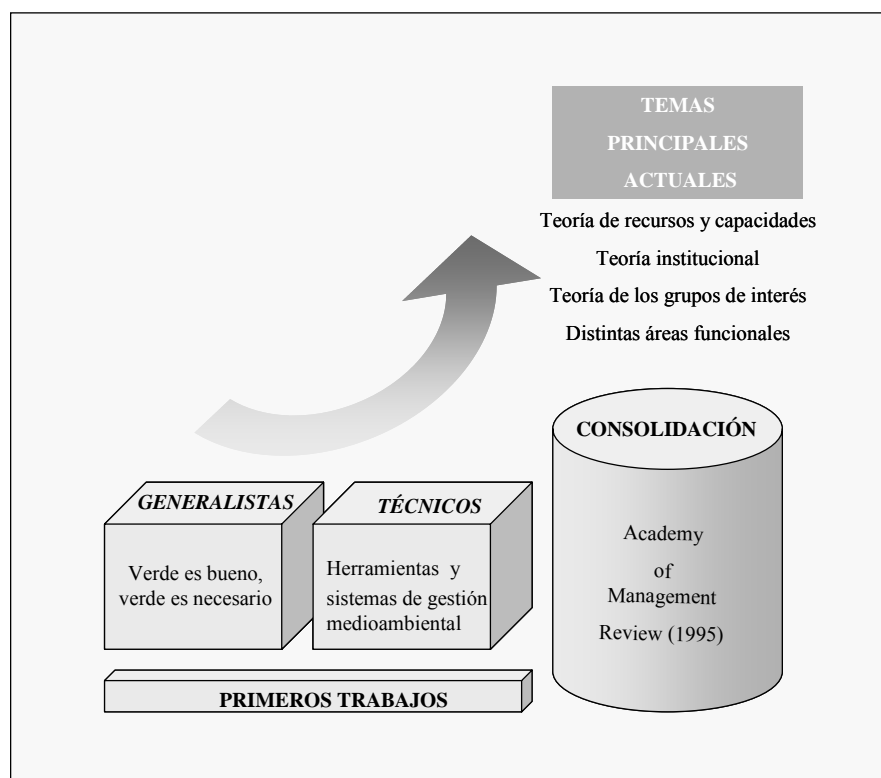 TEMAS
PRINCIPALES
ACTUALES
Teoría de recursos y capacidades
Teoría institucional
Teoría de los grupos de interés
Distintas áreas funcionales
CONSOLIDACIÓN
Academy
of
Management
Review (1995)
GENERALISTAS
Verde es bueno,
verde es necesario
TÉCNICOS
Herramientas y
sistemas de gestión
medioambiental
PRIMEROS TRABAJOS